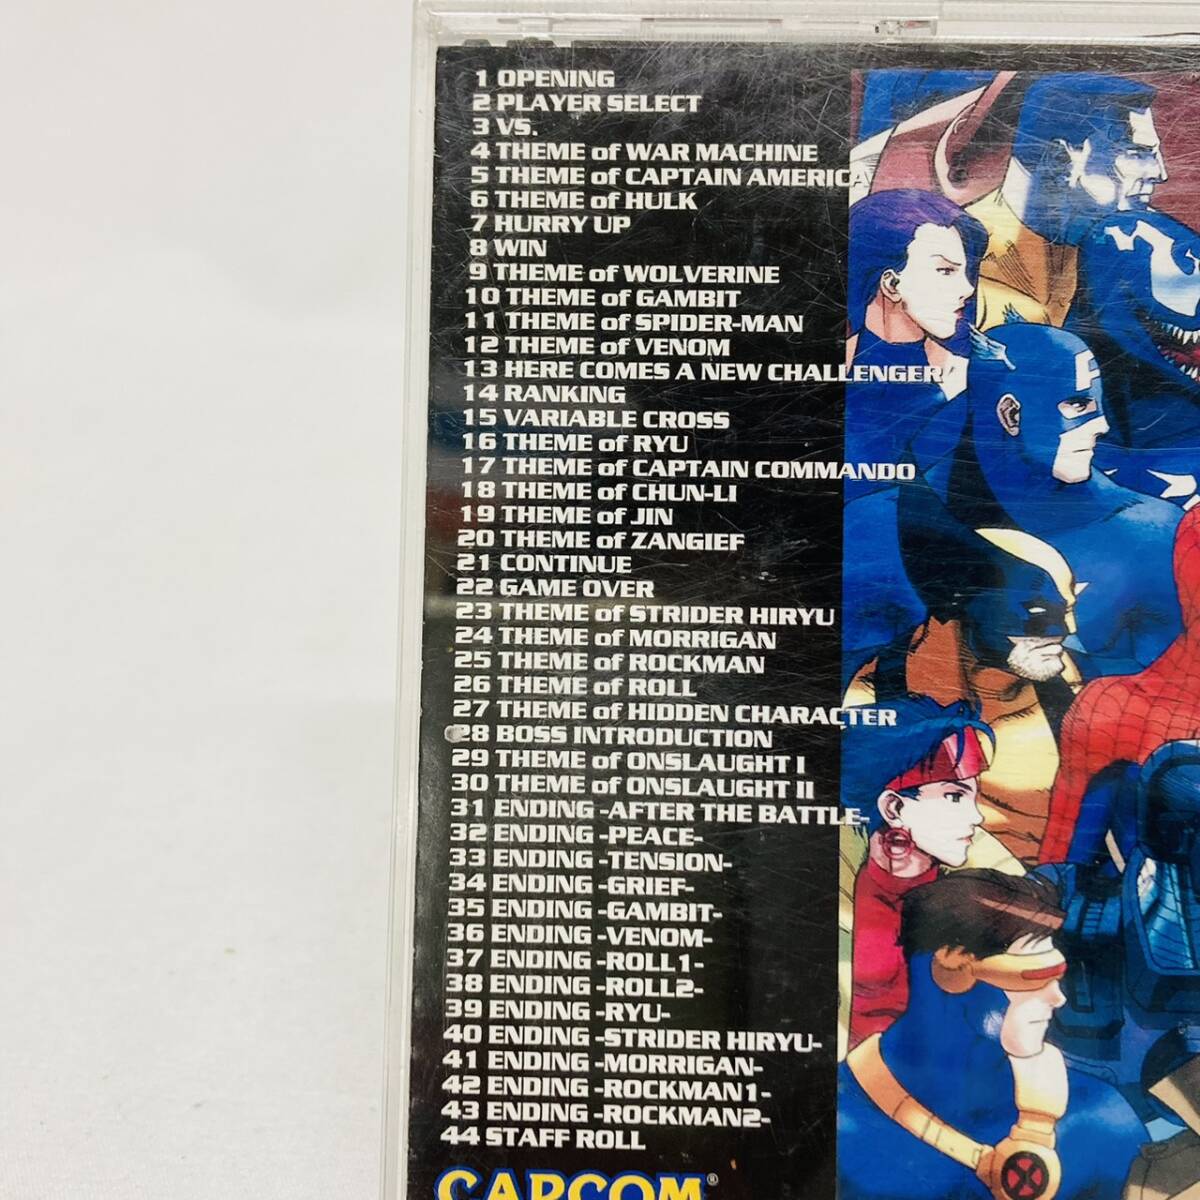 1 OPENING
2 PLAYER SELECT
3 VS.
4 THEME of WAR MACHINE
5 THEME of CAPTAIN AMERICA
6 THEME of HULK
7 HURRY UP
8 WIN
9 THEME of WOLVERINE
10 THEME of GAMBIT
11 THEME of SPIDER-MAN
12 THEME of VENOM
13 HERE COMES A NEW CHALLENGER
14 RANKING
15 VARIABLE CROSS
16 THEME of RYU
17 THEME of CAPTAIN COMMANDO
18 THEME of CHUN-LI
19 THEME of JIN
20 THEME of ZANGIEF
21 CONTINUE
22 GAME OVER
23 THEME of STRIDER HIRYU
24 THEME of MORRIGAN
25 THEME of ROCKMAN
26 THEME of ROLL
27 THEME of HIDDEN CHARACTER
28 BOSS INTRODUCTION
29 THEME of ONSLAUGHT I
30 THEME of ONSLAUGHT II
31 ENDING -AFTER THE BATTLE-
32 ENDING -PEACE-
33 ENDING -TENSION-
34 ENDING -GRIEF-
35 ENDING -GAMBIT-
36 ENDING -VENOM-
37 ENDING -ROLL1-
38 ENDING -ROLL2-
39 ENDING -RYU-
40 ENDING -STRIDER HIRYU-
41 ENDING -MORRIGAN-
42 ENDING -ROCKMAN1-
43 ENDING -ROCKMAN2-
44 STAFF ROLL
CAPCOM®